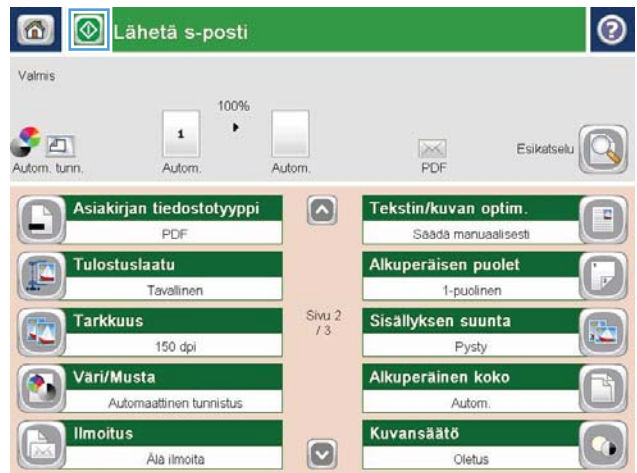 Lähetä s-posti
Valmis
100%
1
Esikatselu
Autom. tunn.
Autom.
Autom.
PDF
Asiakirjan tiedostotyyppi
PDF
Tekstin/kuvan optim.
Säädä manuaalisesti
Tulostuslaatu
Tavallinen
Alkuperäisen puolet
1-puolinen
Tarkkuus
150 dpi
Sivu 2
/ 3
Sisällyksen suunta
Pysty
Väri/Musta
Automaattinen tunnistus
Alkuperäinen koko
Autom.
Ilmoitus
Älä ilmoita
Kuvansäätö
Oletus